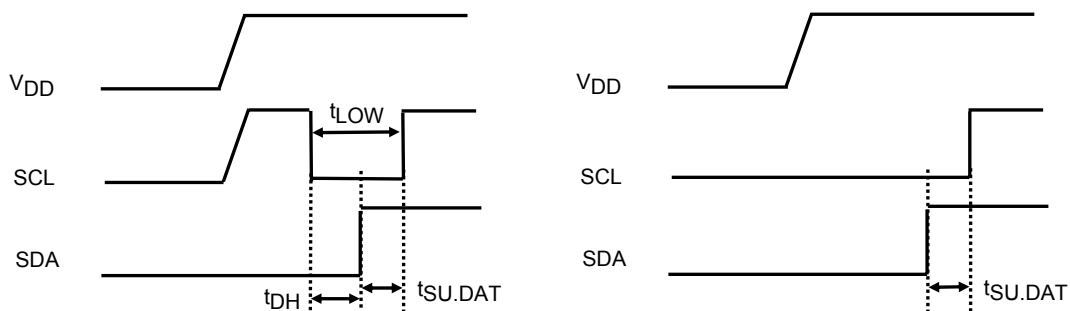 VDD
tLOW
SCL
SDA
tDH
tSU.DAT
VDD
SCL
SDA
tSU.DAT